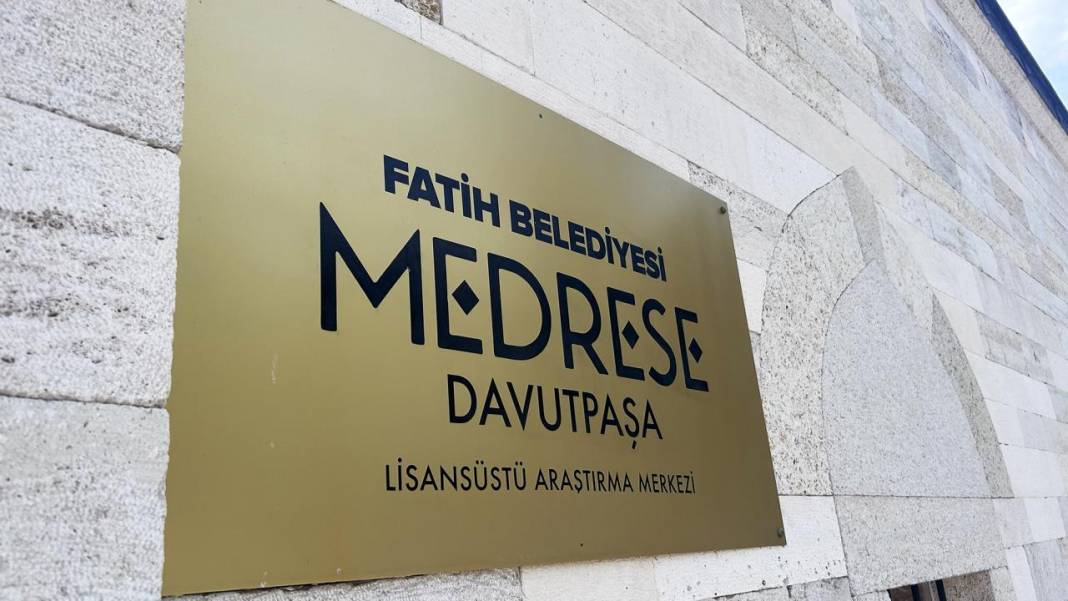 FATİH BELEDİYESİ
MEDRESE
DAVUTPAŞA
LİSANSÜSTÜ ARAŞTIRMA MERKEZİ